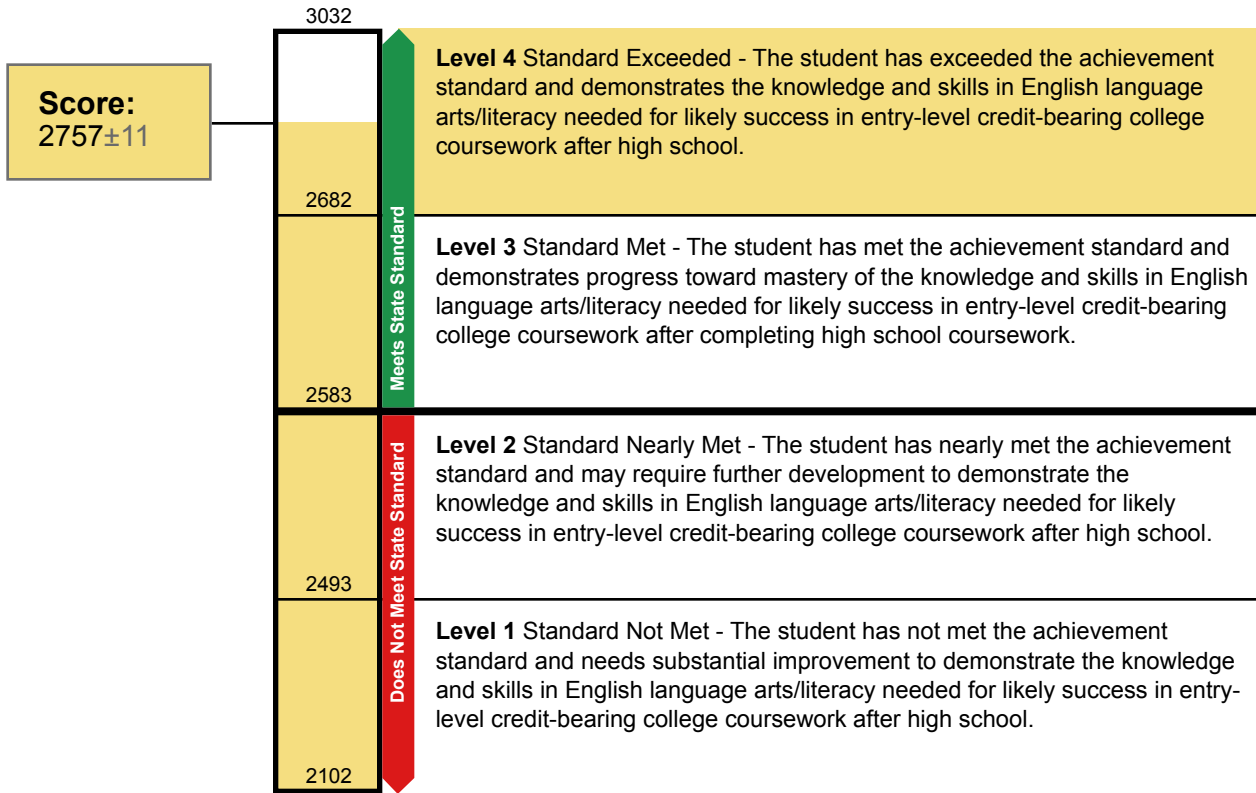 3032
Level 4 Standard Exceeded - The student has exceeded the achievement
standard and demonstrates the knowledge and skills in English language
arts/literacy needed for likely success in entry-level credit-bearing college
coursework after high school.
Score:
2757±11
2682
Level 3 Standard Met - The student has met the achievement standard and
demonstrates progress toward mastery of the knowledge and skills in English
language arts/literacy needed for likely success in entry-level credit-bearing
college coursework after completing high school coursework.
Meets State Standard
2583
Level 2 Standard Nearly Met - The student has nearly met the achievement
standard and may require further development to demonstrate the
knowledge and skills in English language arts/literacy needed for likely
success in entry-level credit-bearing college coursework after high school.
Does Not Meet State Standard
2493
Level 1 Standard Not Met - The student has not met the achievement
standard and needs substantial improvement to demonstrate the knowledge
and skills in English language arts/literacy needed for likely success in entry-
level credit-bearing college coursework after high school.
2102